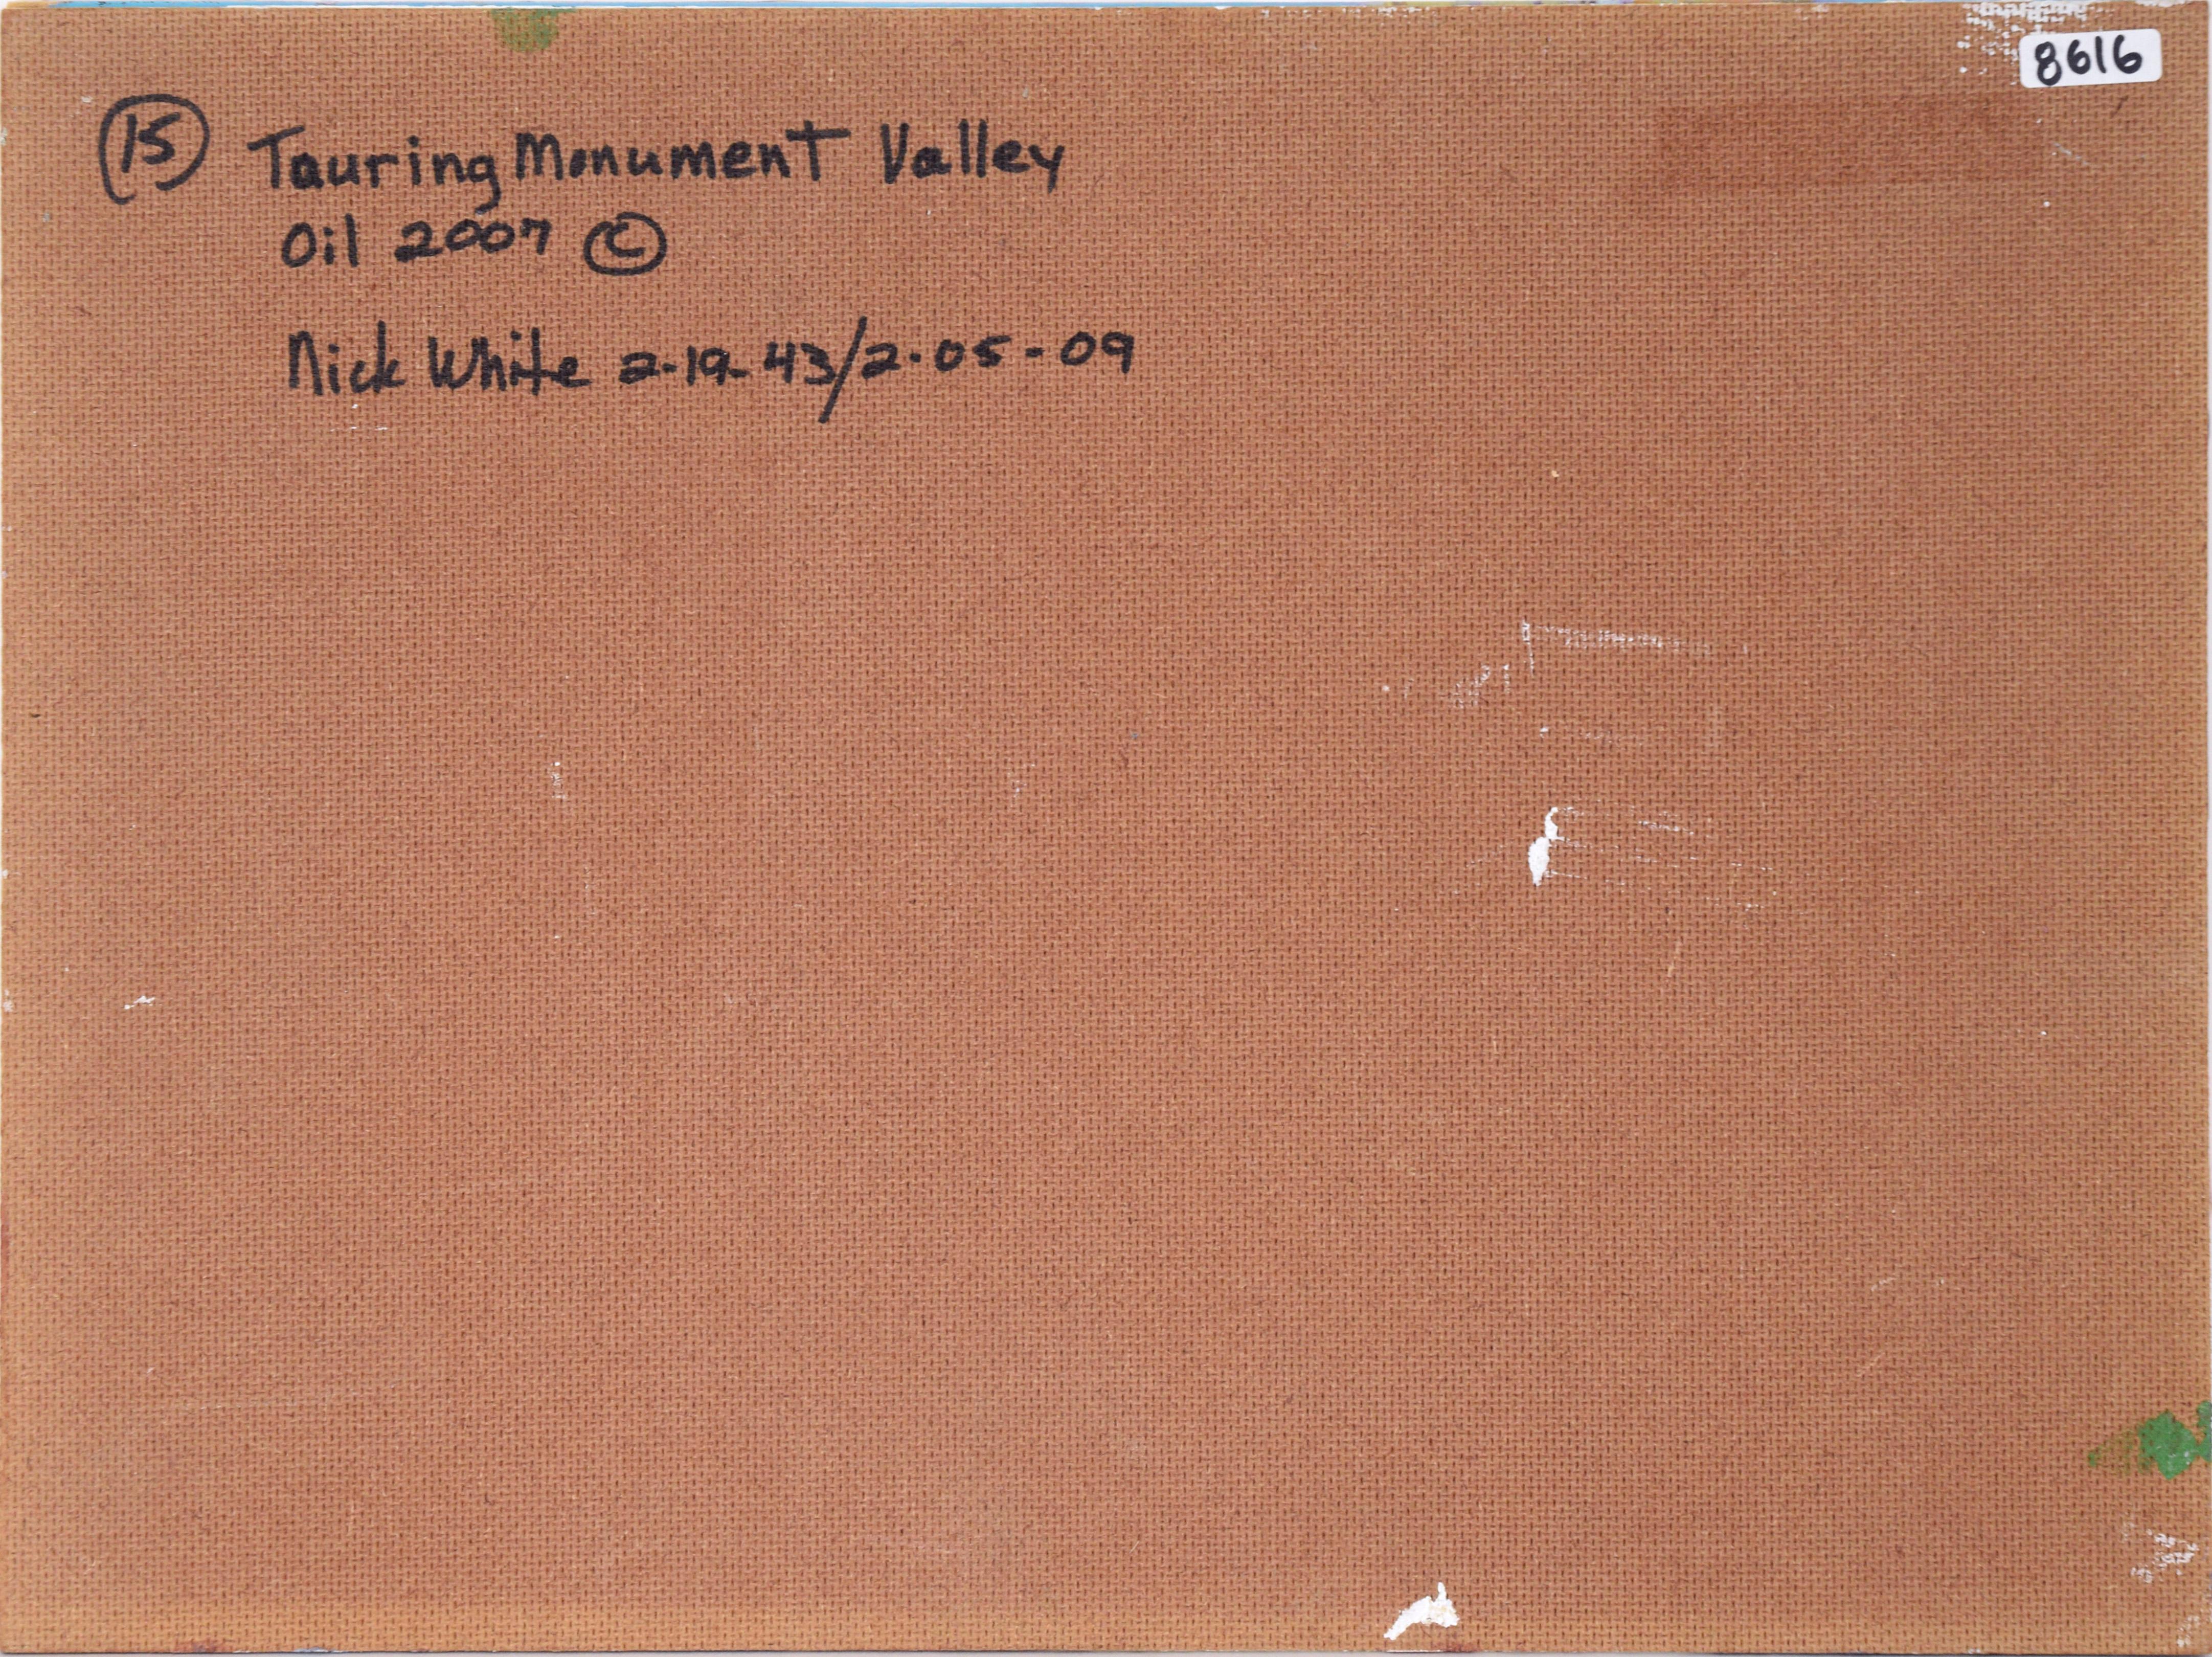 8616
15 Tauring Monument Valley
Oil 2007 ©
Nick White 2-19-43/2-05-09